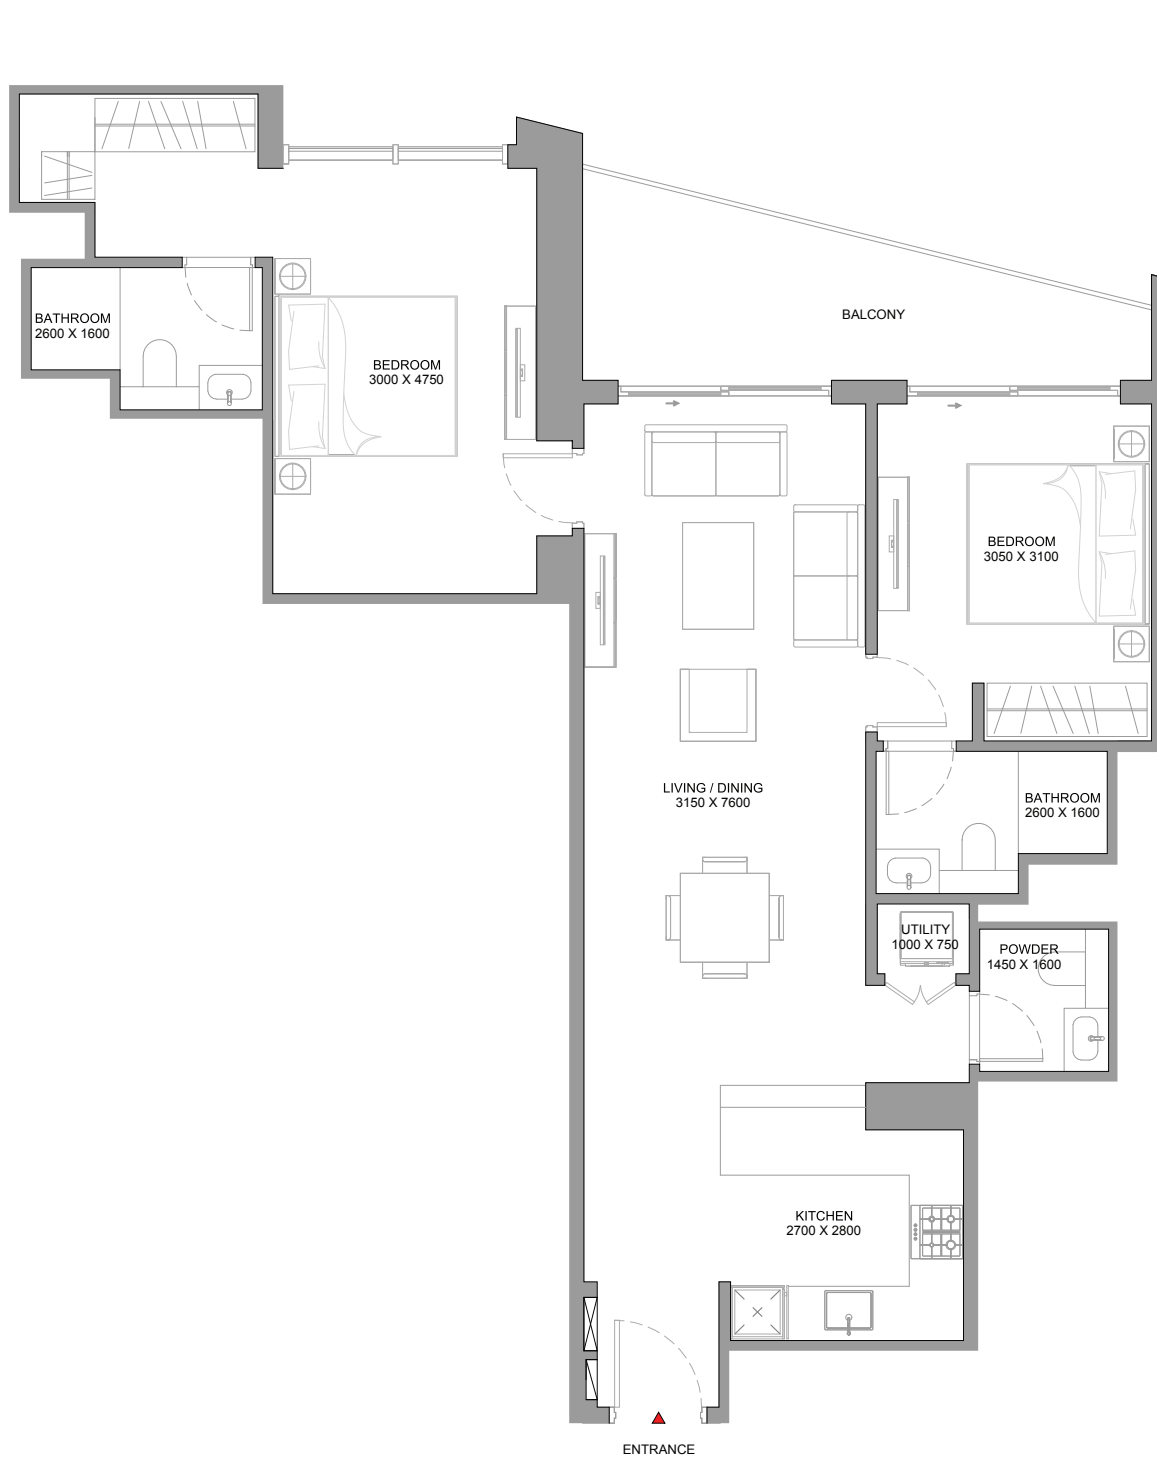 BALCONY
BATHROOM
2600 X 1600
BEDROOM
3000 X 4750
BEDROOM
3050 X 3100
LIVING / DINING
3150 X 7600
BATHROOM
2600 X 1600
UTILITY
1000 X 750
POWDER
1450 X 1600
KITCHEN
2700 X 2800
ENTRANCE